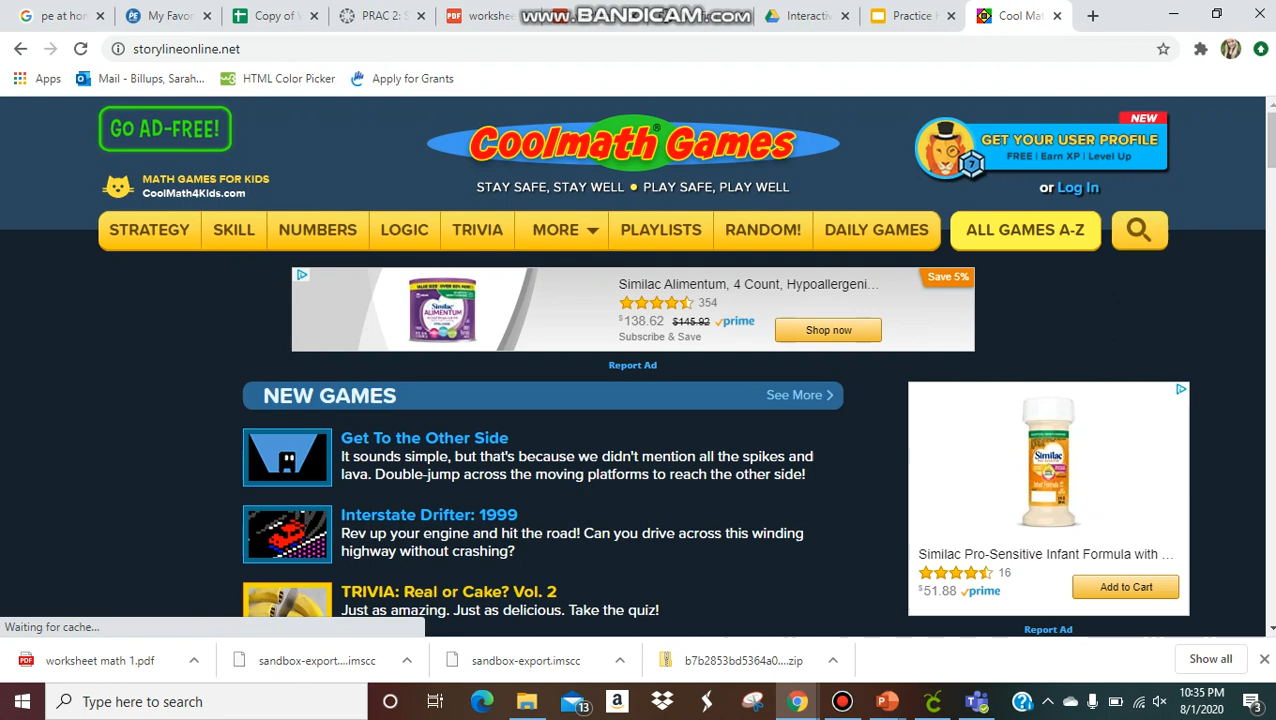 pe at hon
My Favor
Copy of V
PRAC 2
worksheet
WWW.BANDICAM.COM
Interactiv
Practice H
Cool Mat
storylineonline.net
Apps
Mail - Billups, Sarah...
HTML Color Picker
Apply for Grants
GO AD-FREE!
MATH GAMES FOR KIDS
CoolMath4Kids.com
Coolmath Games
STAY SAFE, STAY WELL • PLAY SAFE, PLAY WELL
NEW
GET YOUR USER PROFILE
FREE | Earn XP | Level Up
7
or Log In
STRATEGY SKILL NUMBERS LOGIC TRIVIA MORE PLAYLISTS RANDOM! DAILY GAMES ALL GAMES A-Z
Similac Alimentum, 4 Count, Hypoallergeni...
Save 5%
354
$138.62 $145.92 prime
Subscribe & Save
Shop now
Similac
ALIMENTUM
Report Ad
NEW GAMES
See More >
Get To the Other Side
It sounds simple, but that's because we didn't mention all the spikes and
lava. Double-jump across the moving platforms to reach the other side!
Interstate Drifter: 1999
Rev up your engine and hit the road! Can you drive across this winding
highway without crashing?
TRIVIA: Real or Cake? Vol. 2
Just as amazing. Just as delicious. Take the quiz!
Similac
Similac Pro-Sensitive Infant Formula with ...
16
$51.88 prime
Add to Cart
Report Ad
Waiting for cache...
worksheet math 1.pdf
sandbox-export....imscc
sandbox-export.imscc
b7b2853bd5364a0....zip
Show all
Type here to search
13
10:35 PM
8/1/2020
3